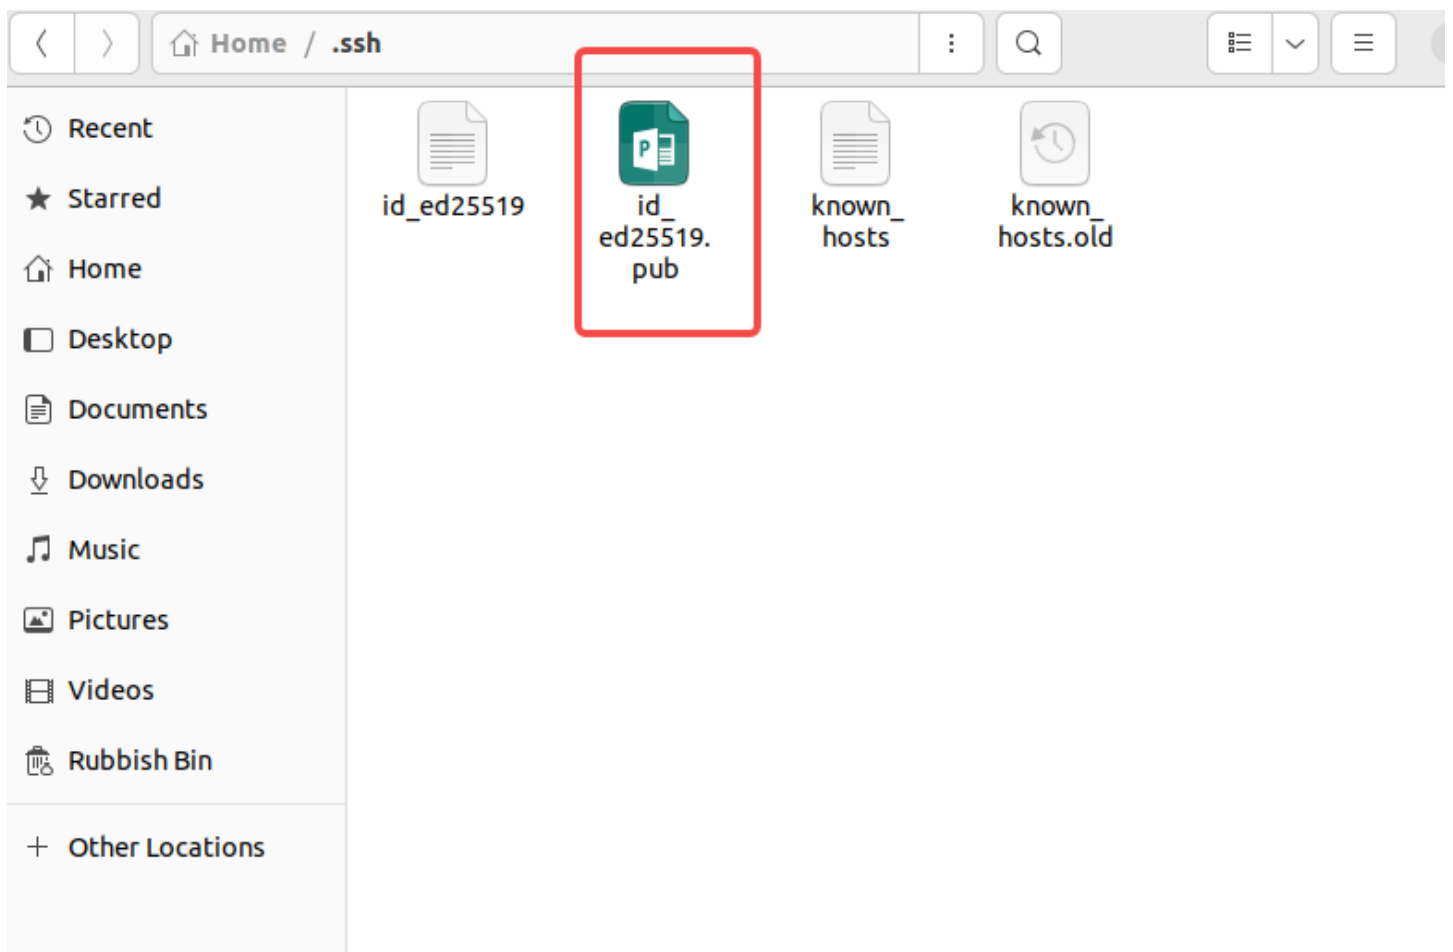 Home / .ssh
Recent
Starred
Home
Desktop
Documents
Downloads
Music
Pictures
Videos
Rubbish Bin
Other Locations
id_ed25519
P
id_
ed25519.
pub
known_
hosts
known_
hosts.old